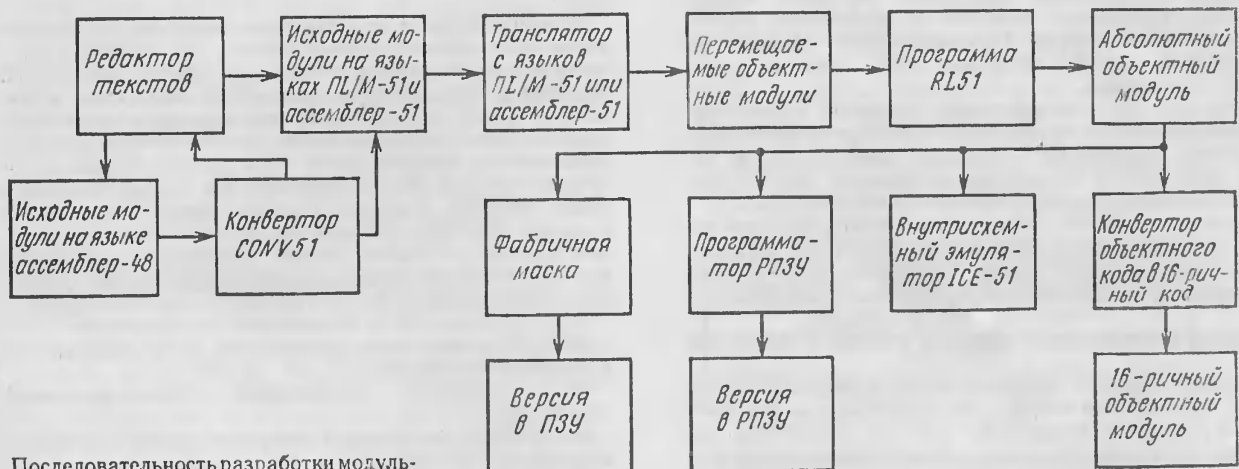 Редактор
текстов
Исходные мо-
дули на язы-
ках ПL/М-51 и
ассемблер-51
Транслятор
с языков
ПL/М-51 или
ассемблер-51
Перемещае-
мые объект-
ные модули
Программа
RL51
Абсолютный
объектный
модуль
Исходные мо-
дули на языке
ассемблер-48
Конвертор
CONV51
Фабричная
маска
Программа-
тор РПЗУ
Внутрисхем-
ный эмуля-
тор ICE-51
Конвертор
объектного
кода в 16-рич-
ный код
Версия
в ПЗУ
Версия
в РПЗУ
16-ричный
объектный
модуль
Последовательность разработки модуль-